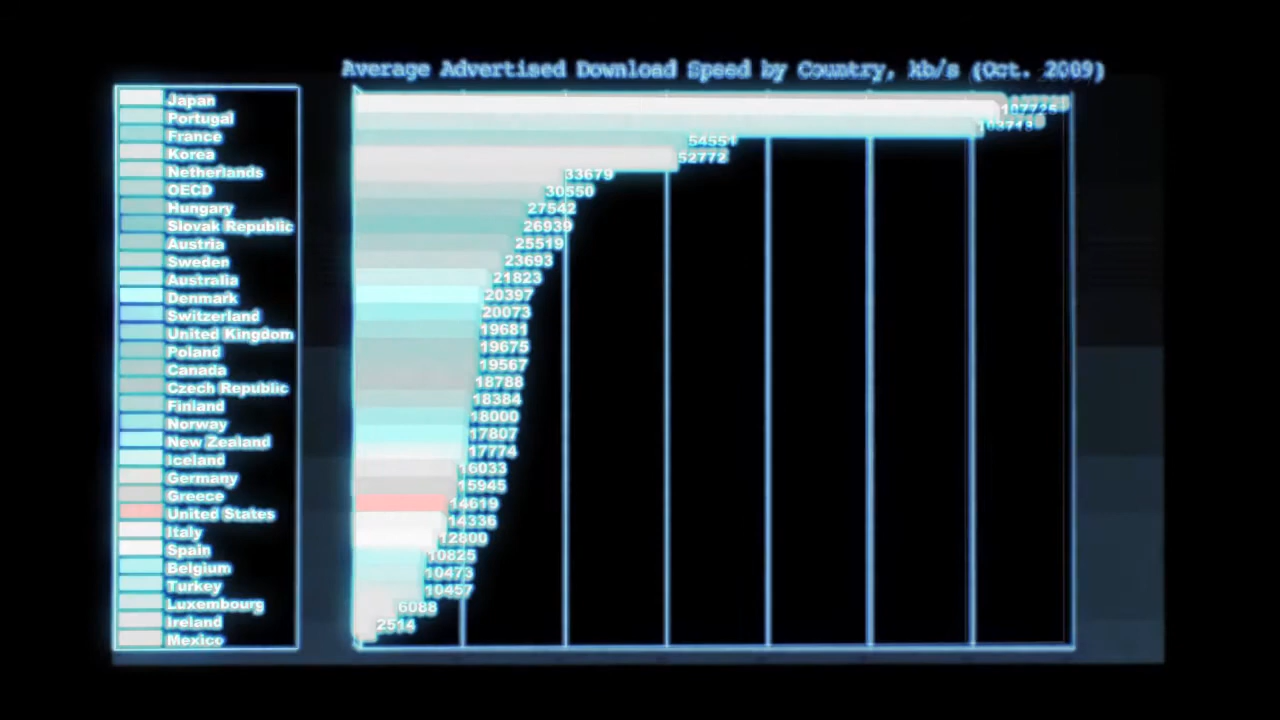 Average Advertised Download Speed by Country, kb/s (Oct. 2009)
Japan
Portugal
France
Korea
Netherlands
OECD
Hungary
Slovak Republic
Austria
Sweden
Australia
Denmark
Switzerland
United Kingdom
Poland
Canada
Czech Republic
Finland
Norway
New Zealand
Iceland
Germany
Greece
United States
Italy
Spain
Belgium
Turkey
Luxembourg
Ireland
Mexico
107725
103718
54551
52772
33679
30550
27542
26939
25519
23693
21823
20397
20073
19681
19675
19567
18788
18384
18000
17807
17774
16033
15945
14619
14336
12800
10825
10473
10457
6088
2514